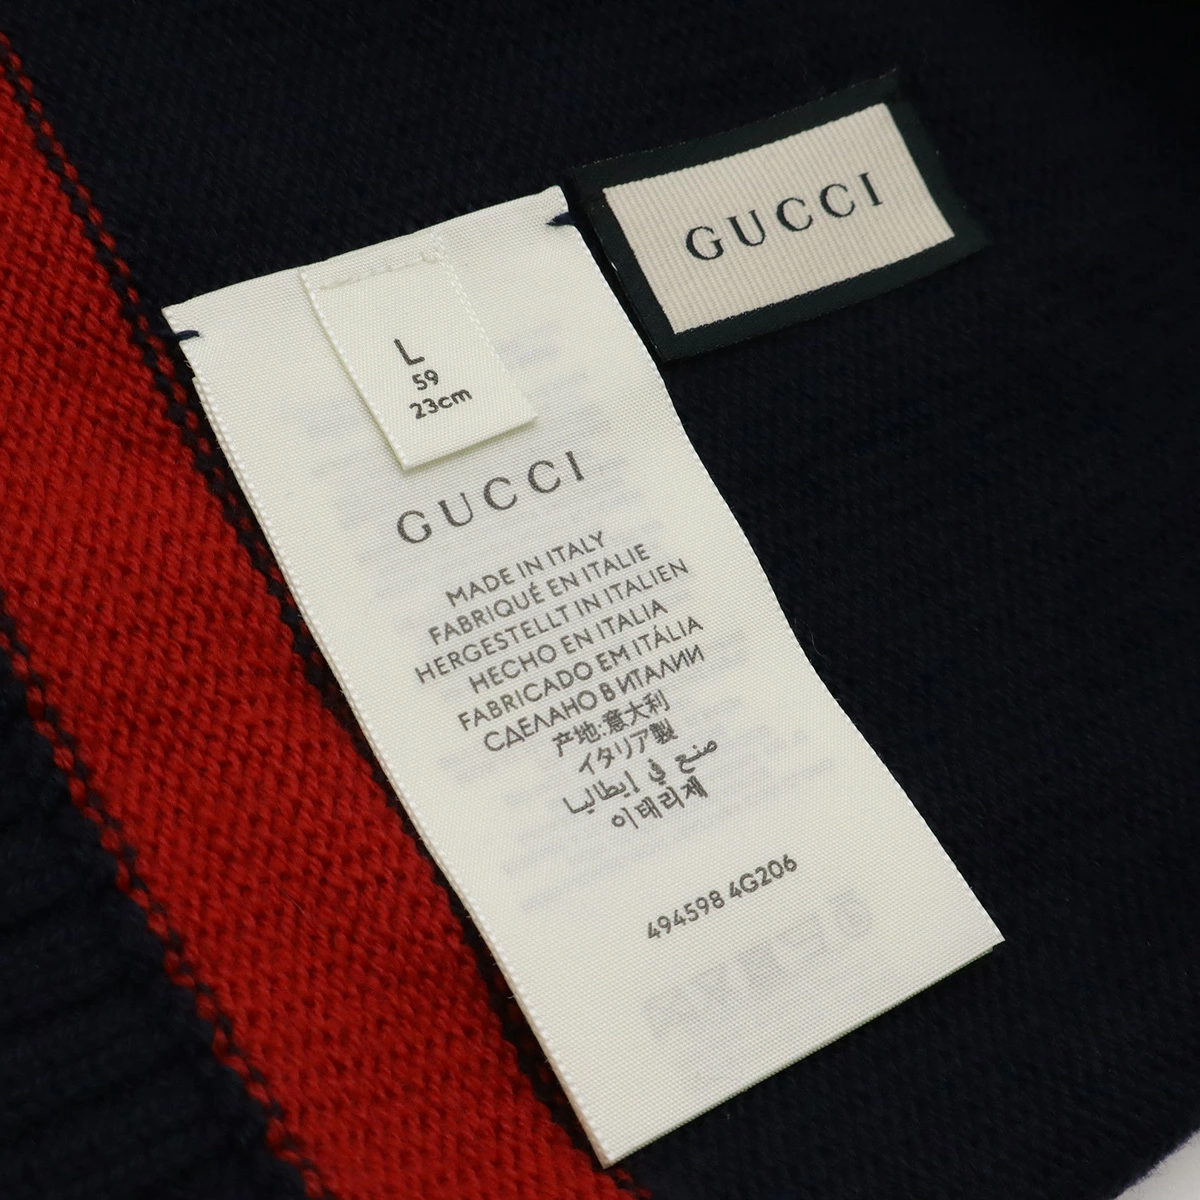 GUCCI
L
59
23cm
GUCCI
MADE IN ITALY
FABRIQUÉ EN ITALIE
HERGESTELLT IN ITALIEN
HECHO EN ITALIA
FABRICADO EM ITÁLIA
СДЕЛАНО В ИТАЛИИ
产地:意大利
イタリア製
صنع في إيطاليا
이태리제
494598 4G206